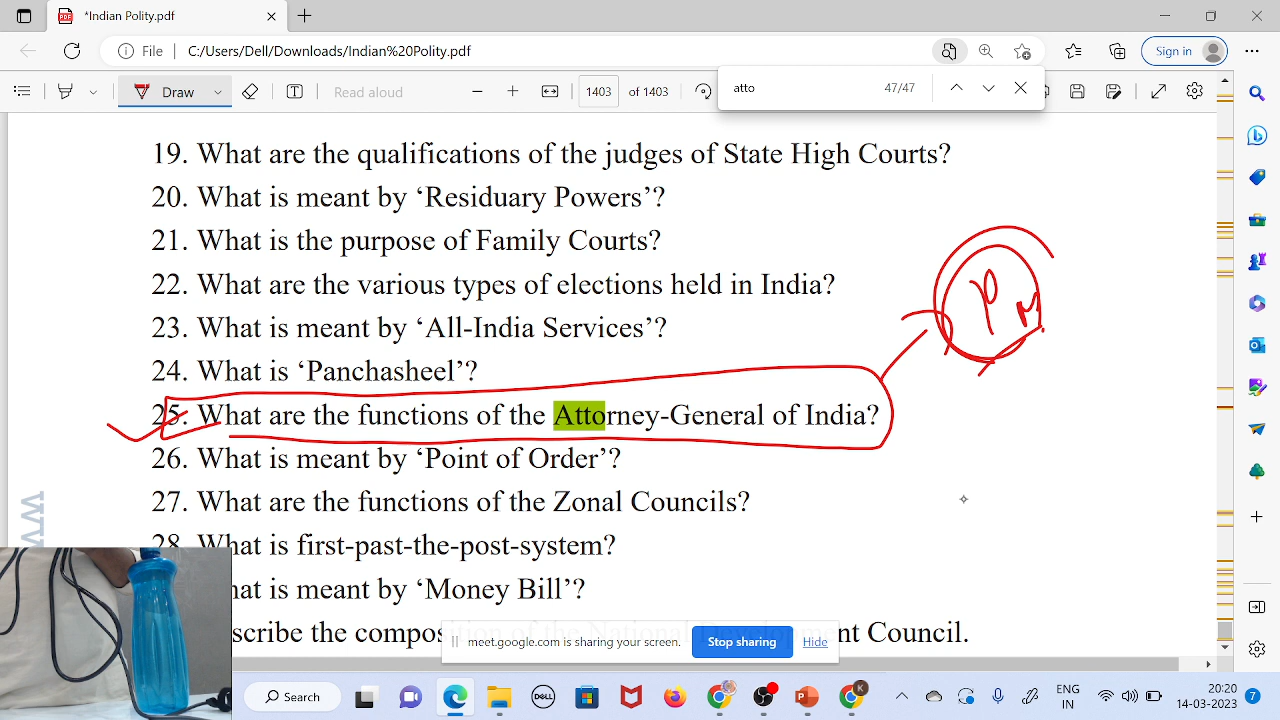 *Indian Polity.pdf
File C:/Users/Dell/Downloads/Indian%20Polity.pdf Sign in
Draw Read aloud 1403 of 1403 atto 47/47
19. What are the qualifications of the judges of State High Courts?
20. What is meant by ‘Residuary Powers’?
21. What is the purpose of Family Courts?
22. What are the various types of elections held in India?
PM
23. What is meant by ‘All-India Services’?
24. What is ‘Panchasheel’?
25. What are the functions of the Attorney-General of India?
26. What is meant by ‘Point of Order’?
27. What are the functions of the Zonal Councils?
28. What is first-past-the-post-system?
hat is meant by ‘Money Bill’?
scribe the composition of the National Development Council.
meet.google.com is sharing your screen. Stop sharing Hide
Search ENG IN 20:20 14-03-2023 7